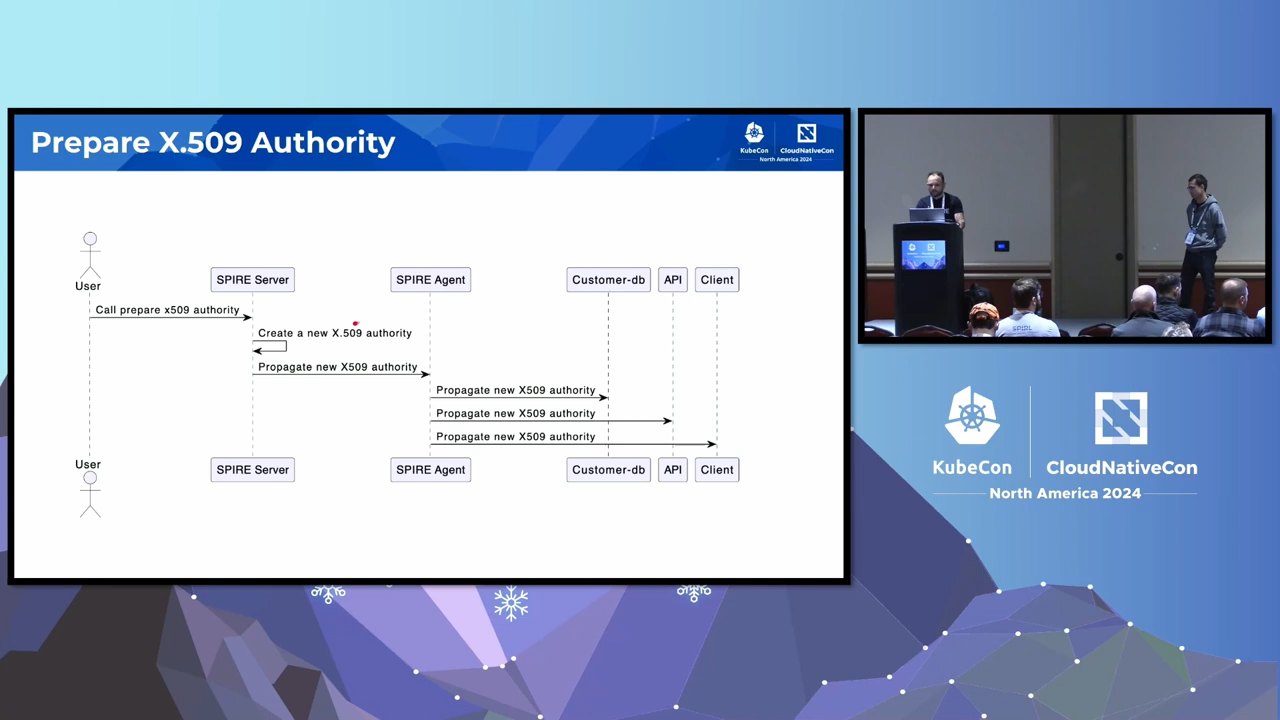 Prepare X.509 Authority
KubeCon
CloudNativeCon
North America 2024
User
SPIRE Server
SPIRE Agent
Customer-db
API
Client
Call prepare x509 authority
Create a new X.509 authority
Propagate new X509 authority
Propagate new X509 authority
Propagate new X509 authority
Propagate new X509 authority
User
SPIRE Server
SPIRE Agent
Customer-db
API
Client
SPIRL
KubeCon
CloudNativeCon
North America 2024